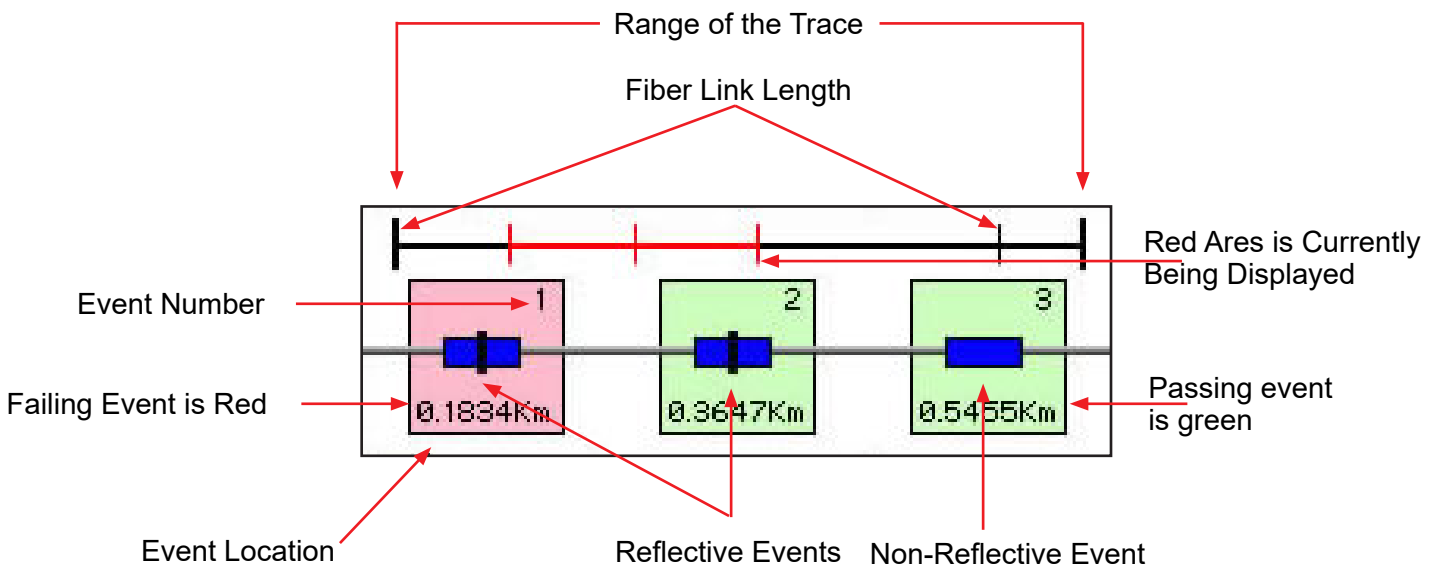 Range of the Trace
Fiber Link Length
Red Ares is Currently
Being Displayed
Event Number
1
2
3
Failing Event is Red
0.1834Km
0.3647Km
0.5455Km
Passing event
is green
Event Location
Reflective Events
Non-Reflective Event